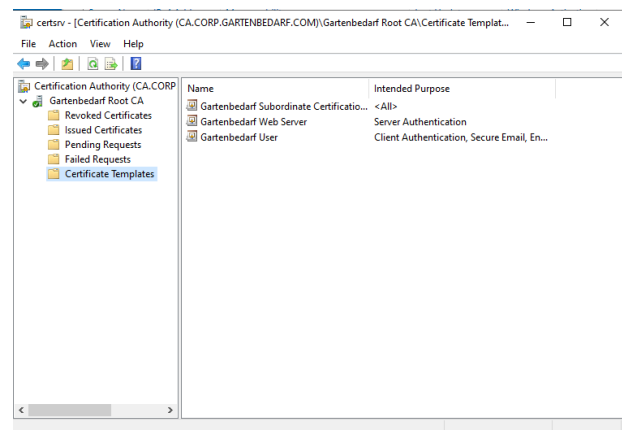 certsrv - [Certification Authority (CA.CORP.GARTENBEDARF.COM)\Gartenbedarf Root CA\Certificate Templat...
File Action View Help
Certification Authority (CA.CORP
Gartenbedarf Root CA
Revoked Certificates
Issued Certificates
Pending Requests
Failed Requests
Certificate Templates
Name Intended Purpose
Gartenbedarf Subordinate Certificatio... <All>
Gartenbedarf Web Server Server Authentication
Gartenbedarf User Client Authentication, Secure Email, En...